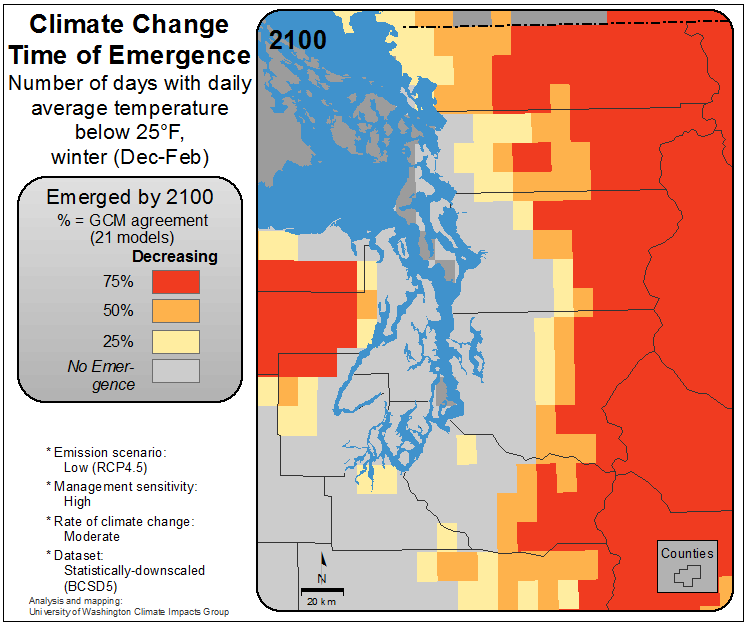 Climate Change
Time of Emergence
Number of days with daily
average temperature
below 25°F,
winter (Dec-Feb)
Emerged by 2100
% = GCM agreement
(21 models)
Decreasing
75%
50%
25%
No Emer-
gence
* Emission scenario:
Low (RCP4.5)
* Management sensitivity:
High
* Rate of climate change:
Moderate
* Dataset:
Statistically-downscaled
(BCSD5)
Analysis and mapping:
University of Washington Climate Impacts Group
2100
N
20 km
Counties